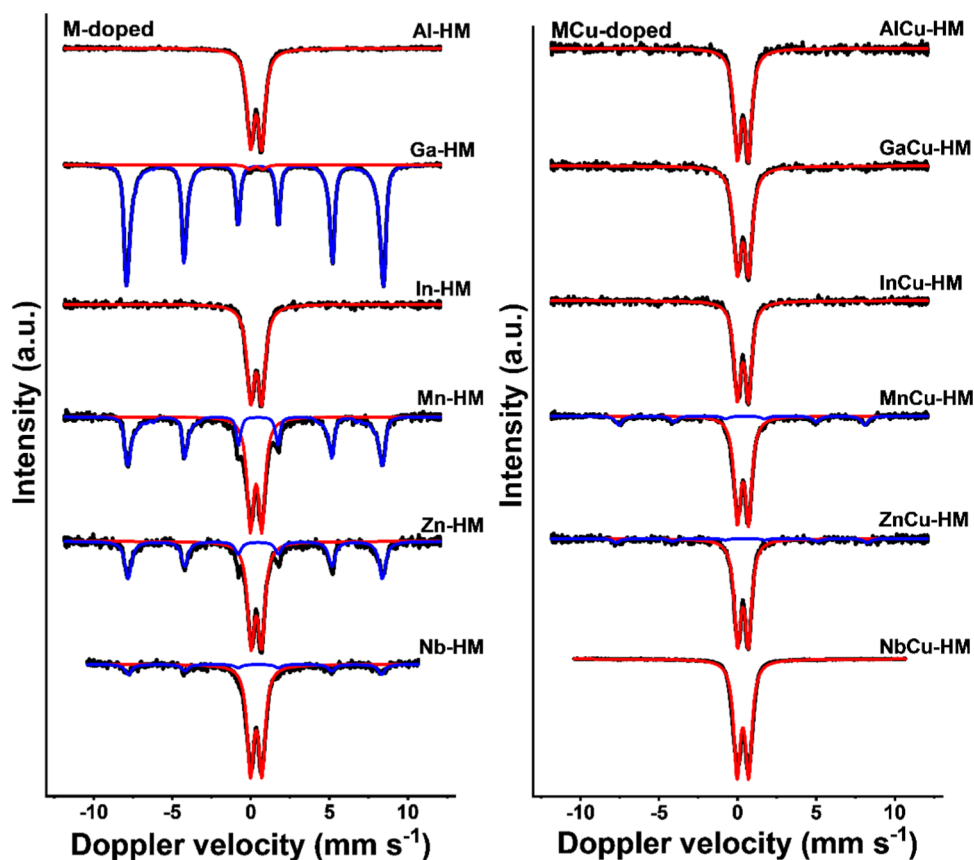 M-doped
Al-HM
Ga-HM
In-HM
Mn-HM
Zn-HM
Nb-HM
Intensity (a.u.)
-10 -5 0 5 10
Doppler velocity (mm s⁻¹)
MCu-doped
AlCu-HM
GaCu-HM
InCu-HM
MnCu-HM
ZnCu-HM
NbCu-HM
Intensity (a.u.)
-10 -5 0 5 10
Doppler velocity (mm s⁻¹)